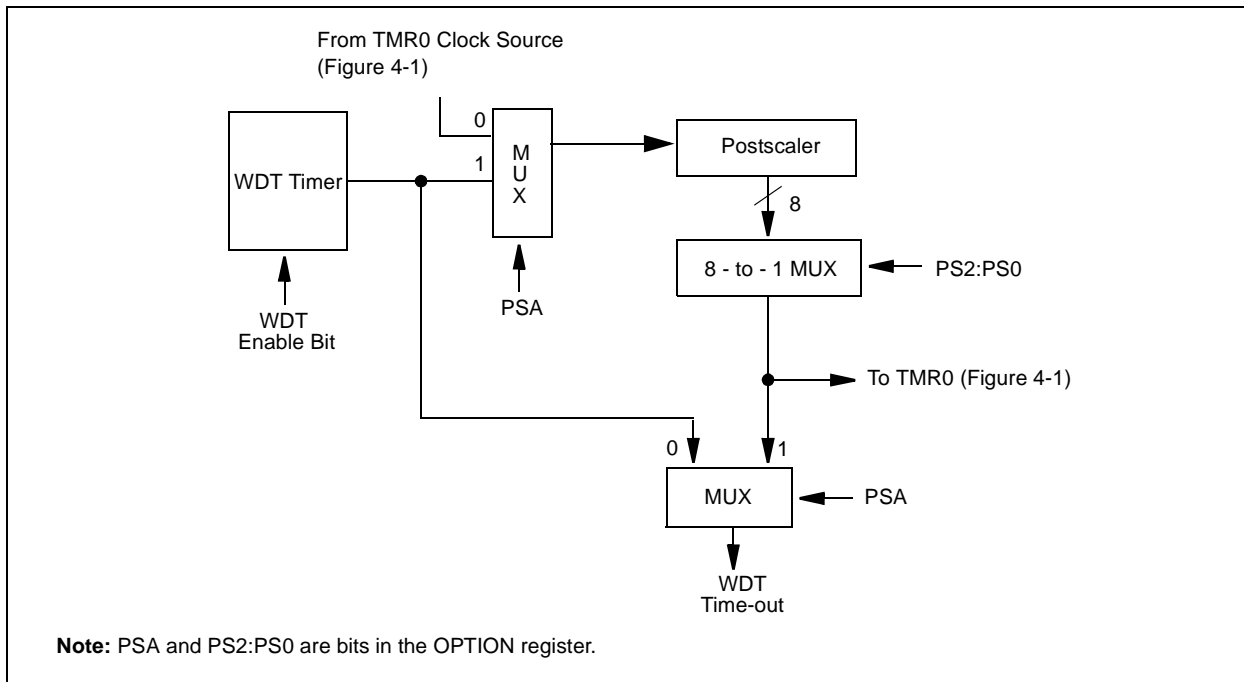 From TMR0 Clock Source
(Figure 4-1)
0
1
M
U
X
WDT Timer
Postscaler
8
8 - to - 1 MUX
PS2:PS0
PSA
WDT
Enable Bit
To TMR0 (Figure 4-1)
0
1
MUX
PSA
WDT
Time-out
Note: PSA and PS2:PS0 are bits in the OPTION register.